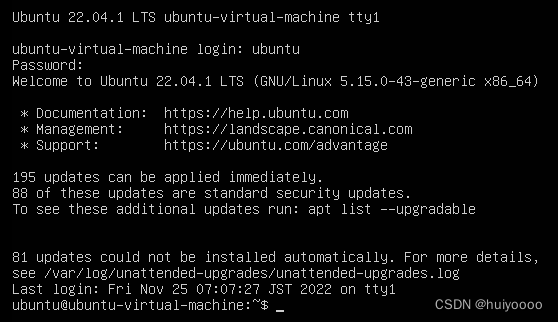 Ubuntu 22.04.1 LTS ubuntu-virtual-machine tty1
ubuntu-virtual-machine login: ubuntu
Password:
Welcome to Ubuntu 22.04.1 LTS (GNU/Linux 5.15.0-43-generic x86_64)
* Documentation:  https://help.ubuntu.com
* Management:     https://landscape.canonical.com
* Support:        https://ubuntu.com/advantage
195 updates can be applied immediately.
88 of these updates are standard security updates.
To see these additional updates run: apt list --upgradable
81 updates could not be installed automatically. For more details,
see /var/log/unattended-upgrades/unattended-upgrades.log
Last login: Fri Nov 25 07:07:27 JST 2022 on tty1
ubuntu@ubuntu-virtual-machine:~$ _
CSDN @huiyoooo